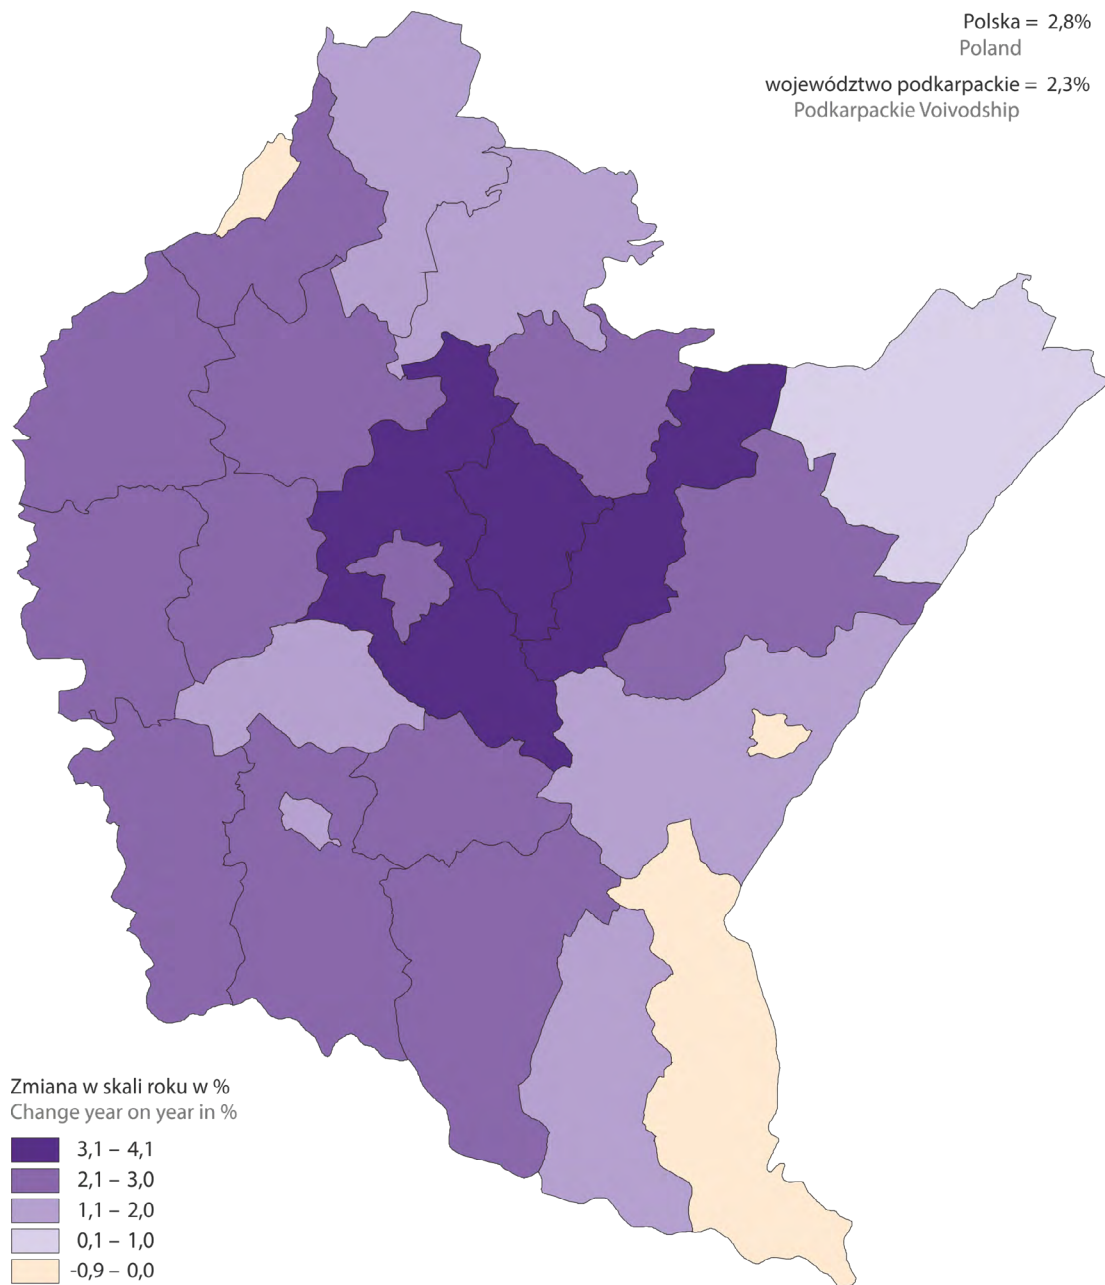 Polska = 2,8%
Poland
województwo podkarpackie = 2,3%
Podkarpackie Voivodship
Zmiana w skali roku w %
Change year on year in %
3,1 – 4,1
2,1 – 3,0
1,1 – 2,0
0,1 – 1,0
-0,9 – 0,0